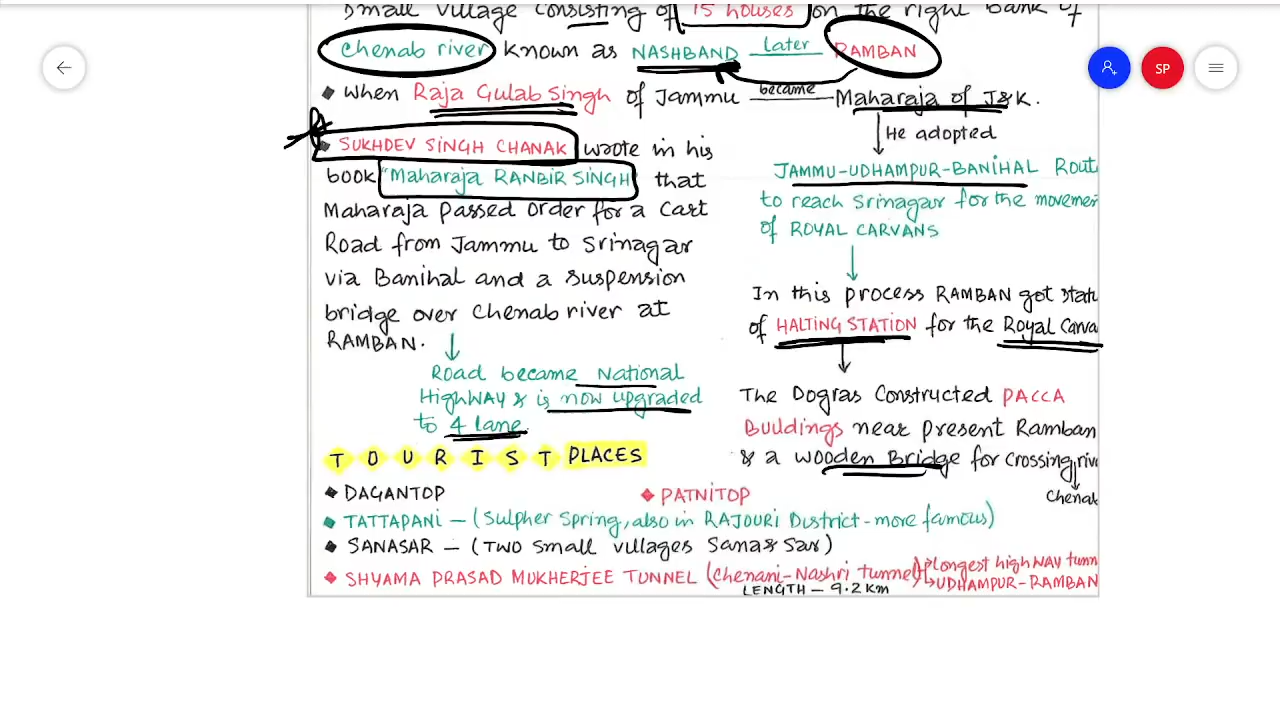 Small village consisting of 15 houses on the right bank of
Chenab river known as NASHBAND later RAMBAN
◆ When Raja Gulab Singh of Jammu became Maharaja of J&K.
He adopted
JAMMU-UDHAMPUR-BANIHAL Rout
to reach Srinagar for the movemen
of ROYAL CARVANS
In this process RAMBAN got statu
of HALTING STATION for the Royal Carva
The Dogras Constructed PACCA
Buildings near present Ramban
& a wooden Bridge for crossing riv
Chenab
◆ SUKHDEV SINGH CHANAK wrote in his
book "Maharaja RANBIR SINGH" that
Maharaja passed order for a Cart
Road from Jammu to Srinagar
via Banihal and a suspension
bridge over Chenab river at
RAMBAN.
Road became National
HighWAY & is now upgraded
to 4 lane
TOURIST PLACES
◆ DAGANTOP ◆ PATNITOP
◆ TATTAPANI – (Sulpher Spring, also in RAJOURI District - more famous)
◆ SANASAR – (TWO small villages Sana & Sar)
◆ SHYAMA PRASAD MUKHERJEE TUNNEL (Chenani-Nashri tunnel)
longest highWAY tunn
UDHAMPUR-RAMBAN
LENGTH – 9.2 Km
SP